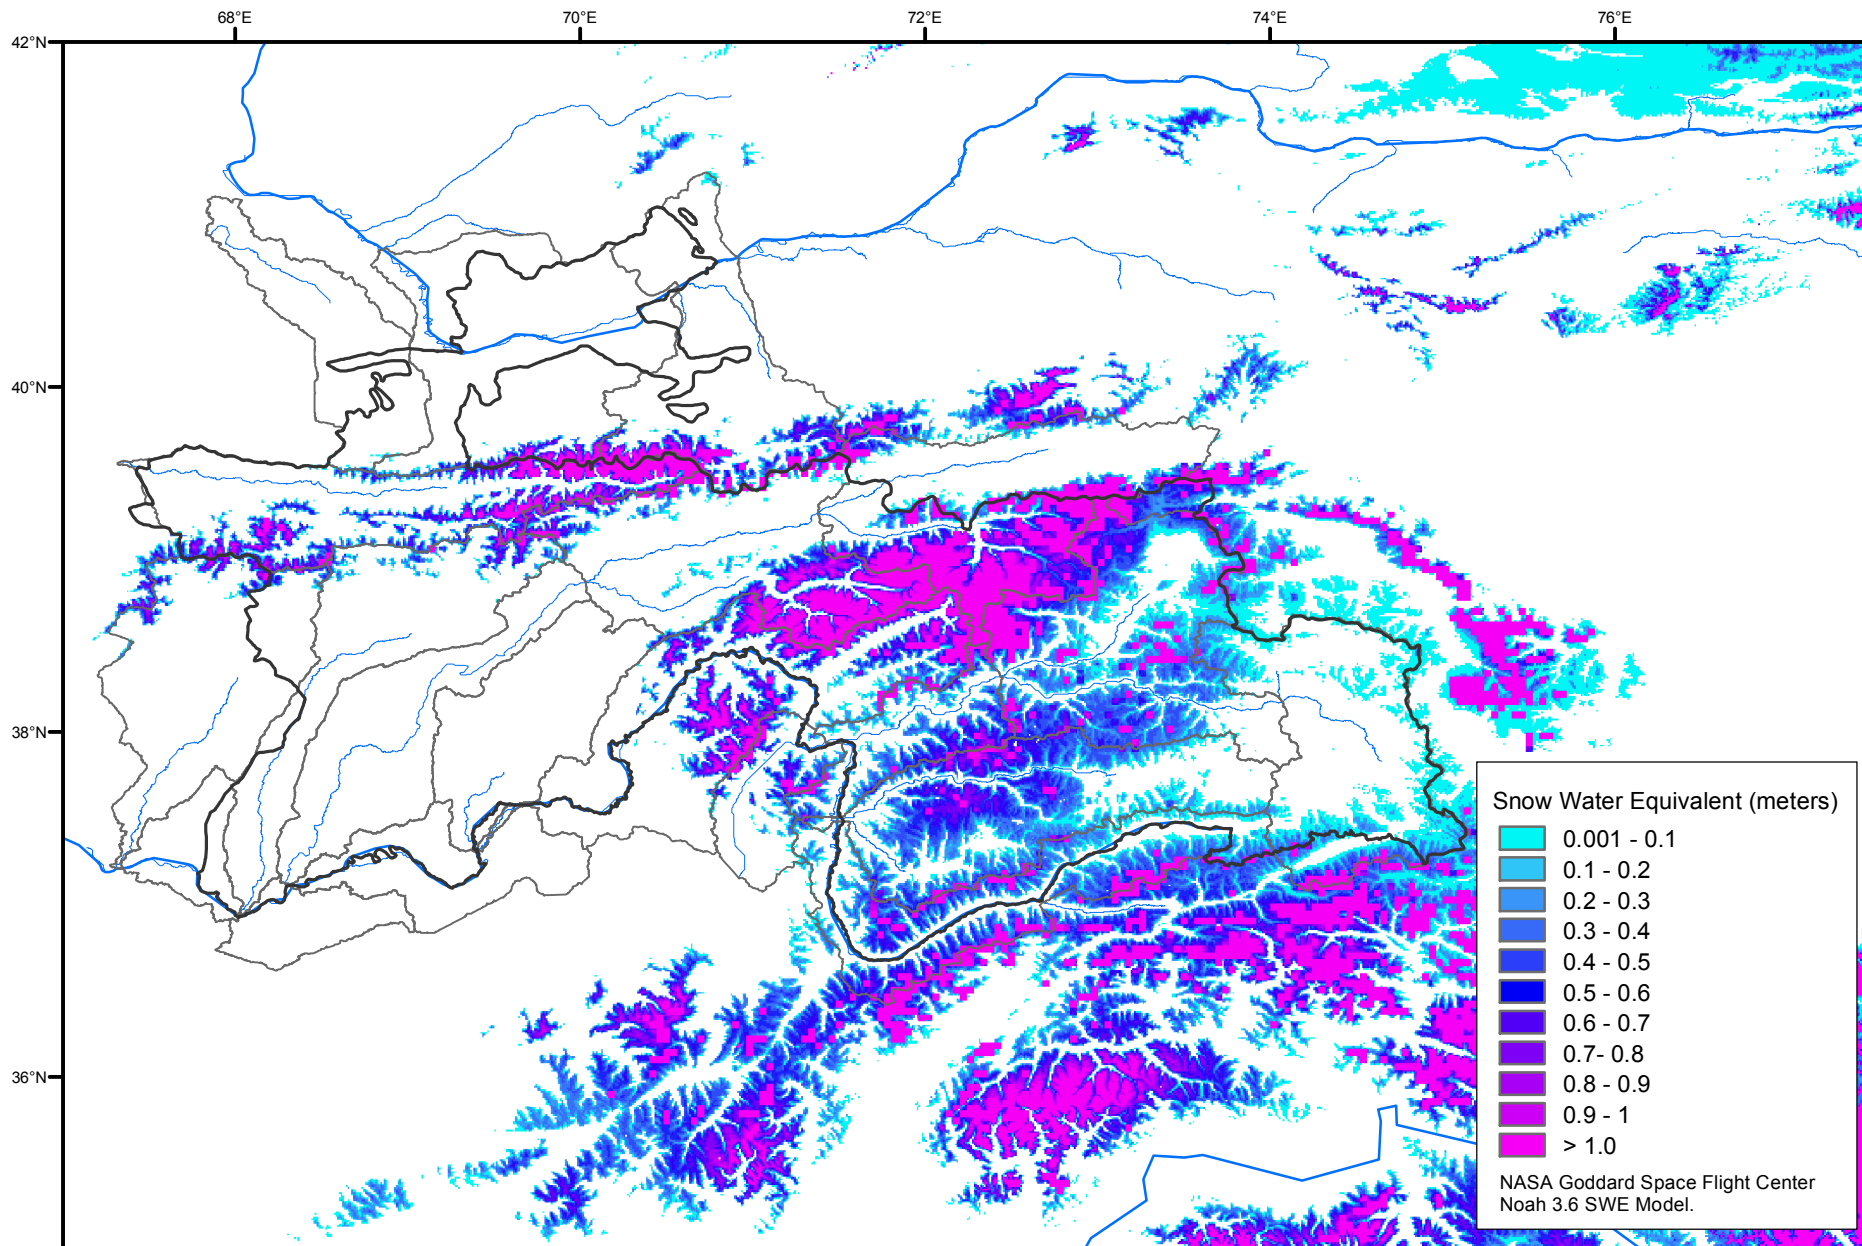 68°E
70°E
72°E
74°E
76°E
42°N
40°N
38°N
36°N
Snow Water Equivalent (meters)
0.001 - 0.1
0.1 - 0.2
0.2 - 0.3
0.3 - 0.4
0.4 - 0.5
0.5 - 0.6
0.6 - 0.7
0.7- 0.8
0.8 - 0.9
0.9 - 1
> 1.0
NASA Goddard Space Flight Center
Noah 3.6 SWE Model.